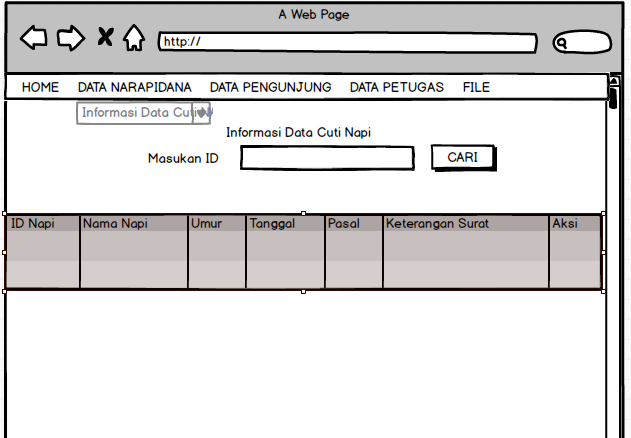 A Web Page
http://
HOME DATA NARAPIDANA DATA PENGUNJUNG DATA PETUGAS FILE
Informasi Data Cuti
Informasi Data Cuti Napi
Masukan ID CARI
ID Napi Nama Napi Umur Tanggal Pasal Keterangan Surat Aksi